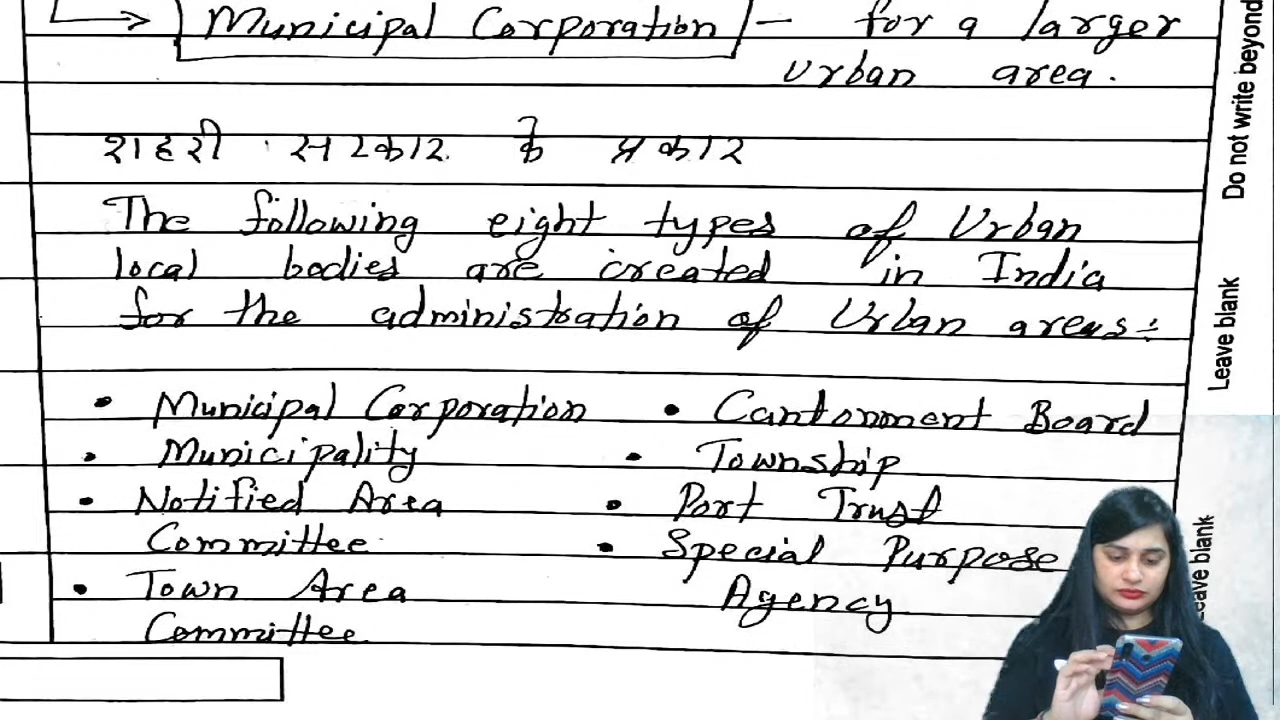 Municipal Corporation – for a larger
urban area.
शहरी सरकार के प्रकार
The following eight types of Urban
local bodies are created in India
for the administration of Urban areas:-
• Municipal Corporation
• Municipality
• Notified Area
Committee
• Town Area
Committee
• Cantonment Board
• Township
• Port Trust
• Special Purpose
Agency
Do not write beyond
Leave blank
Leave blank